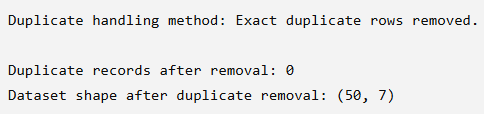 Duplicate handling method: Exact duplicate rows removed.
Duplicate records after removal: 0
Dataset shape after duplicate removal: (50, 7)